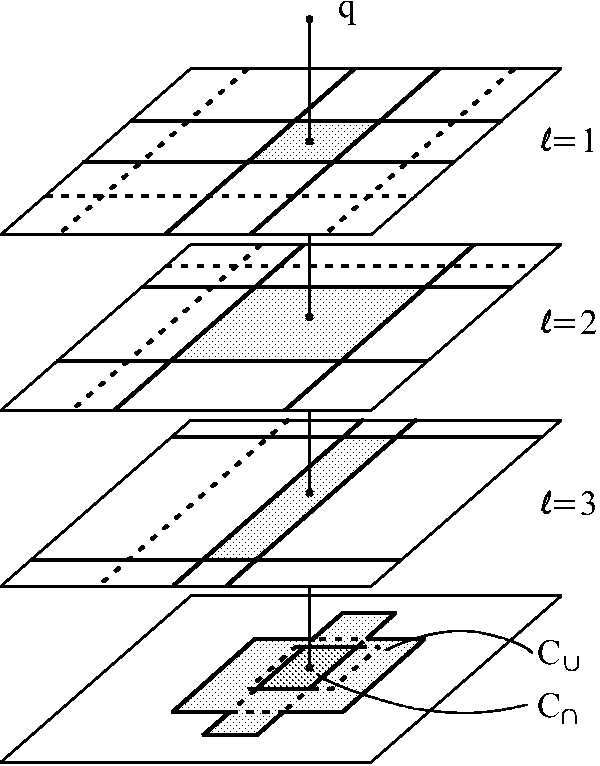 q
ℓ=1
ℓ=2
ℓ=3
C∪
C∩